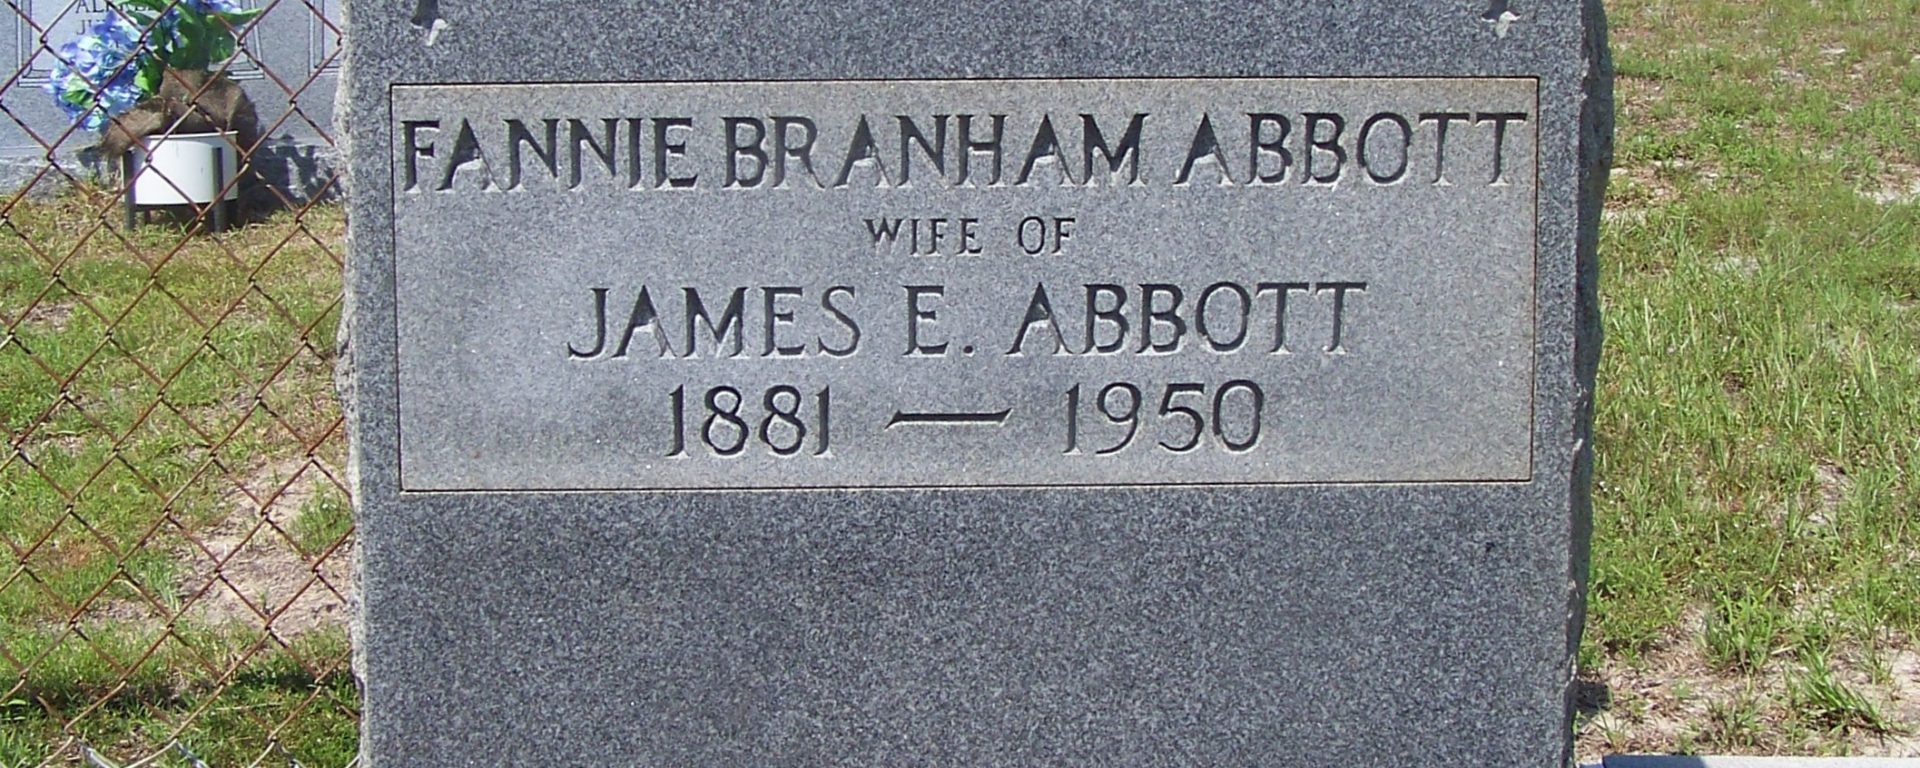 FANNIE BRANHAM ABBOTT
WIFE OF
JAMES E. ABBOTT
1881 — 1950